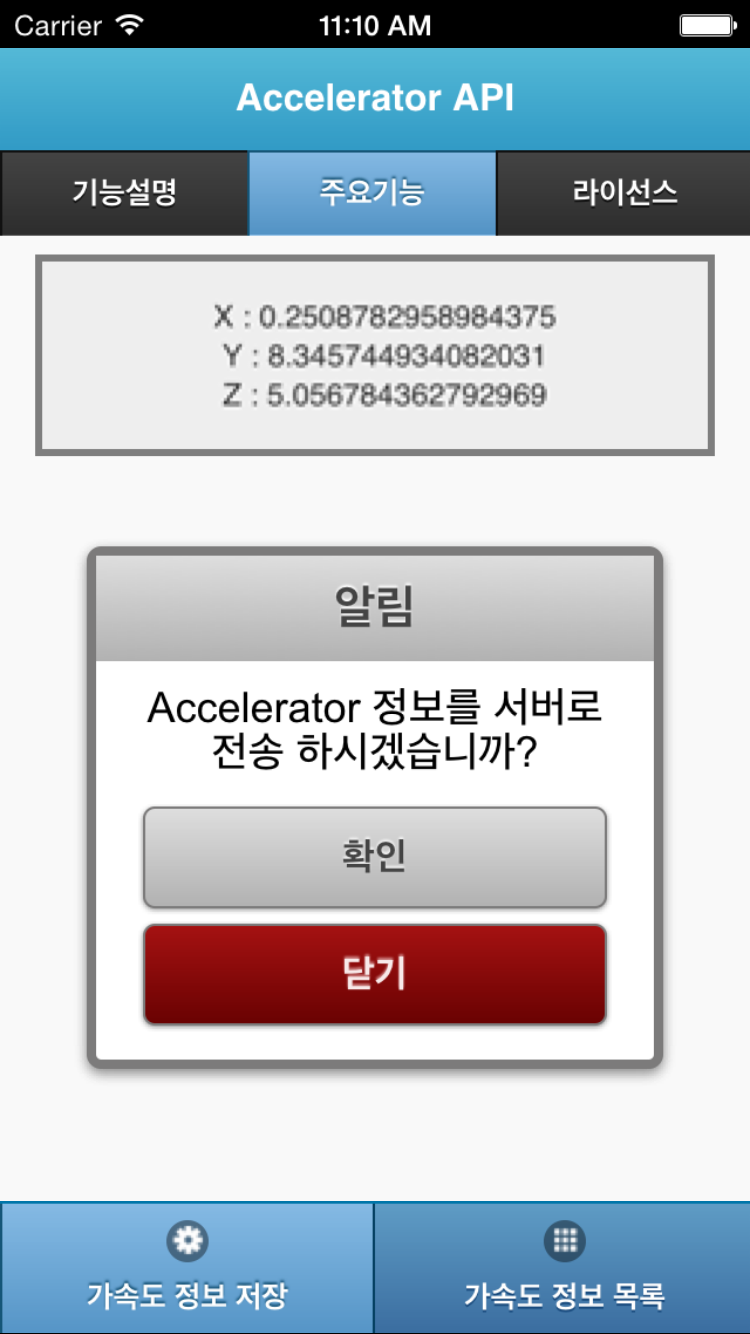 Carrier 11:10 AM
Accelerator API
기능설명 주요기능 라이선스
X : 0.2508782958984375
Y : 8.345744934082031
Z : 5.056784362792969
알림
Accelerator 정보를 서버로
전송 하시겠습니까?
확인
닫기
가속도 정보 저장 가속도 정보 목록